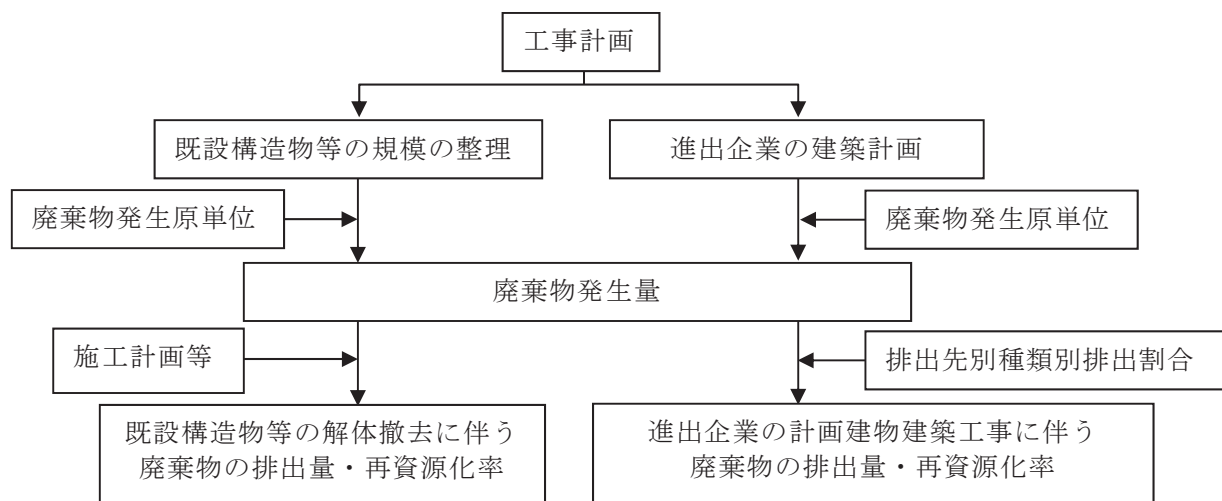 工事計画
既設構造物等の規模の整理
進出企業の建築計画
廃棄物発生原単位
廃棄物発生原単位
廃棄物発生量
施工計画等
排出先別種類別排出割合
既設構造物等の解体撤去に伴う
廃棄物の排出量・再資源化率
進出企業の計画建物建築工事に伴う
廃棄物の排出量・再資源化率